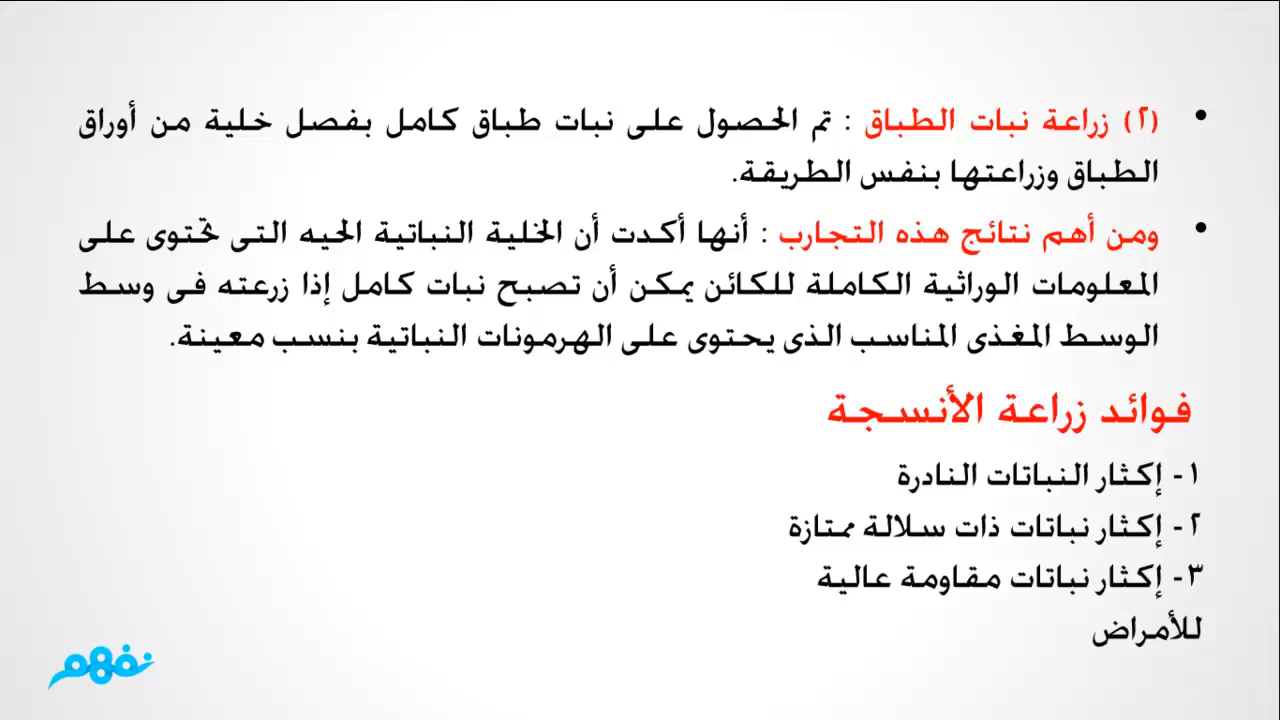 • (٢) زراعة نبات الطباق : تم الحصول على نبات طباق كامل بفصل خلية من أوراق
الطباق وزراعتها بنفس الطريقة.
• ومن أهم نتائج هذه التجارب : أنها أكدت أن الخلية النباتية الحيه التى تحتوى على
المعلومات الوراثية الكاملة للكائن يمكن أن تصبح نبات كامل إذا زرعته فى وسط
الوسط المغذى المناسب الذى يحتوى على الهرمونات النباتية بنسب معينة.
فوائد زراعة الأنسجة
١- إكثار النباتات النادرة
٢- إكثار نباتات ذات سلالة ممتازة
٣- إكثار نباتات مقاومة عالية
للأمراض
نفهم